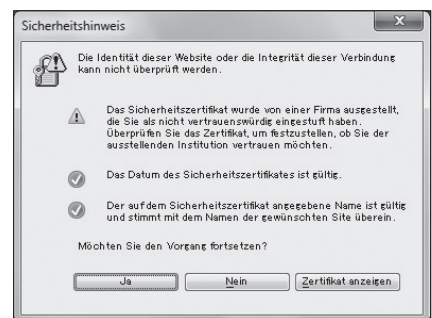 Sicherheitshinweis
Die Identität dieser Website oder die Integrität dieser Verbindung
kann nicht überprüft werden.
Das Sicherheitszertifikat wurde von einer Firma ausgestellt,
die Sie als nicht vertrauenswürdig eingestuft haben.
Überprüfen Sie das Zertifikat, um festzustellen, ob Sie der
ausstellenden Institution vertrauen möchten.
Das Datum des Sicherheitszertifikates ist gültig.
Der auf dem Sicherheitszertifikat angegebene Name ist gültig
und stimmt mit dem Namen der gewünschten Site überein.
Möchten Sie den Vorgang fortsetzen?
Ja Nein Zertifikat anzeigen